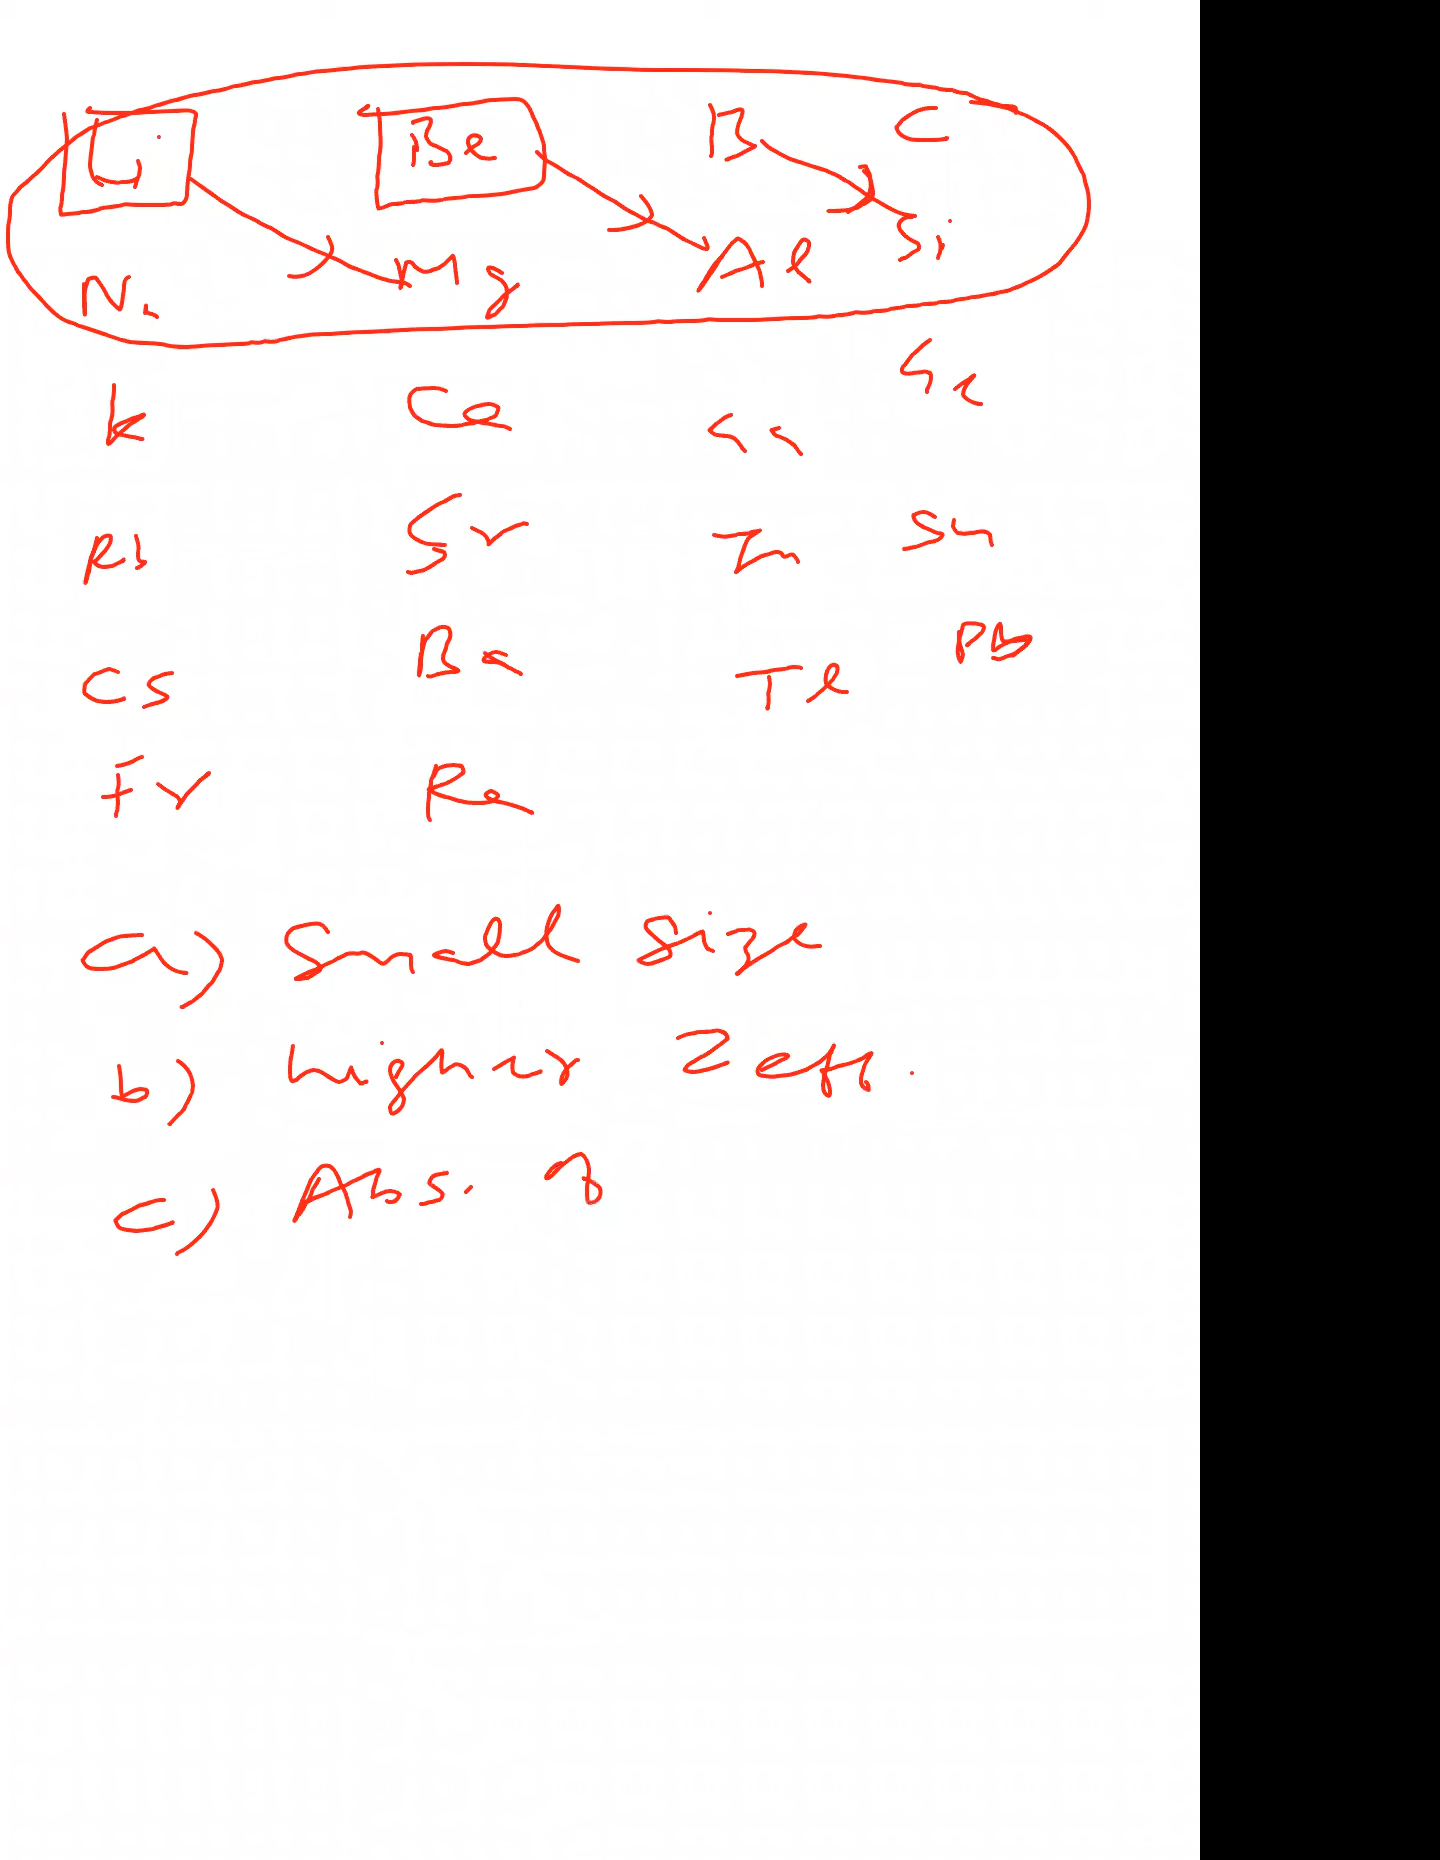 Li Be B C
Na Mg Al Si
K Ca Ga Ge
Rb Sr In Sn
Cs Ba Tl Pb
Fr Ra
a) Small size
b) higher Zeff.
c) Abs. of